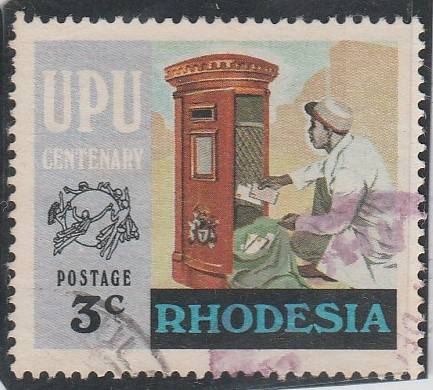 UPU
CENTENARY
POSTAGE
3c
RHODESIA